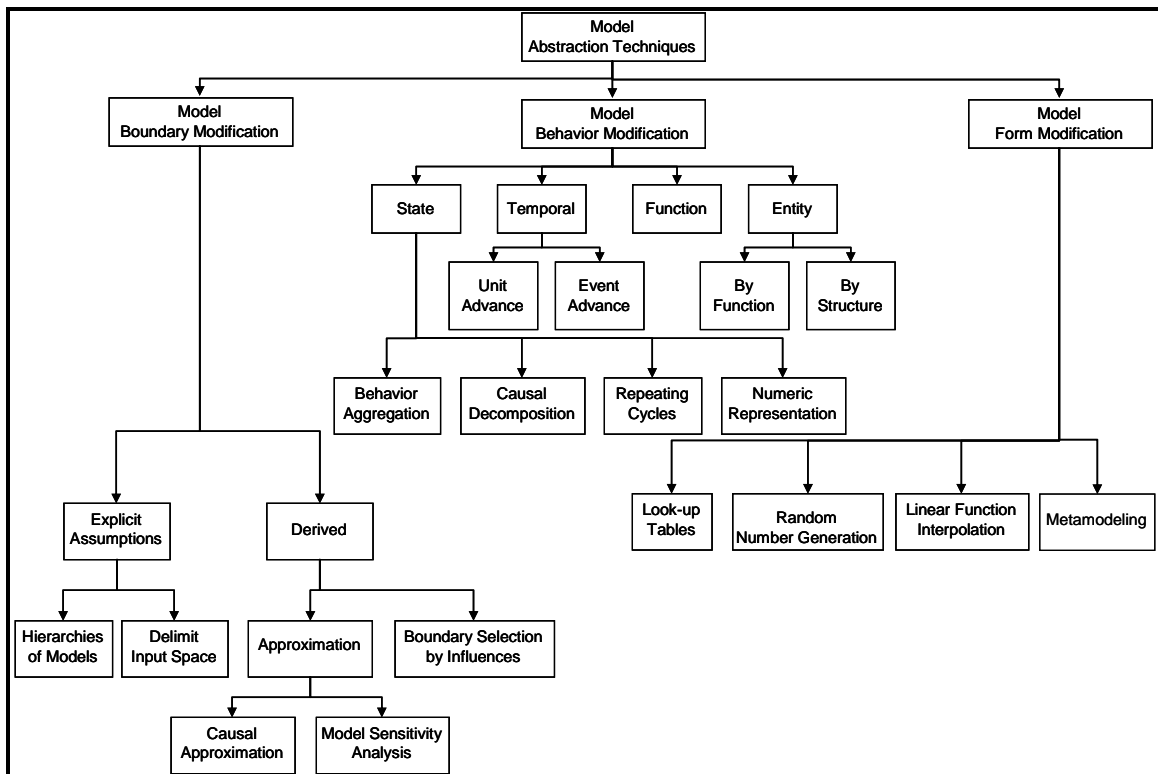 Model
Abstraction Techniques
Model
Boundary Modification
Model
Behavior Modification
Model
Form Modification
State
Temporal
Function
Entity
Unit
Advance
Event
Advance
By
Function
By
Structure
Behavior
Aggregation
Causal
Decomposition
Repeating
Cycles
Numeric
Representation
Explicit
Assumptions
Derived
Look-up
Tables
Random
Number Generation
Linear Function
Interpolation
Metamodeling
Hierarchies
of Models
Delimit
Input Space
Approximation
Boundary Selection
by Influences
Causal
Approximation
Model Sensitivity
Analysis